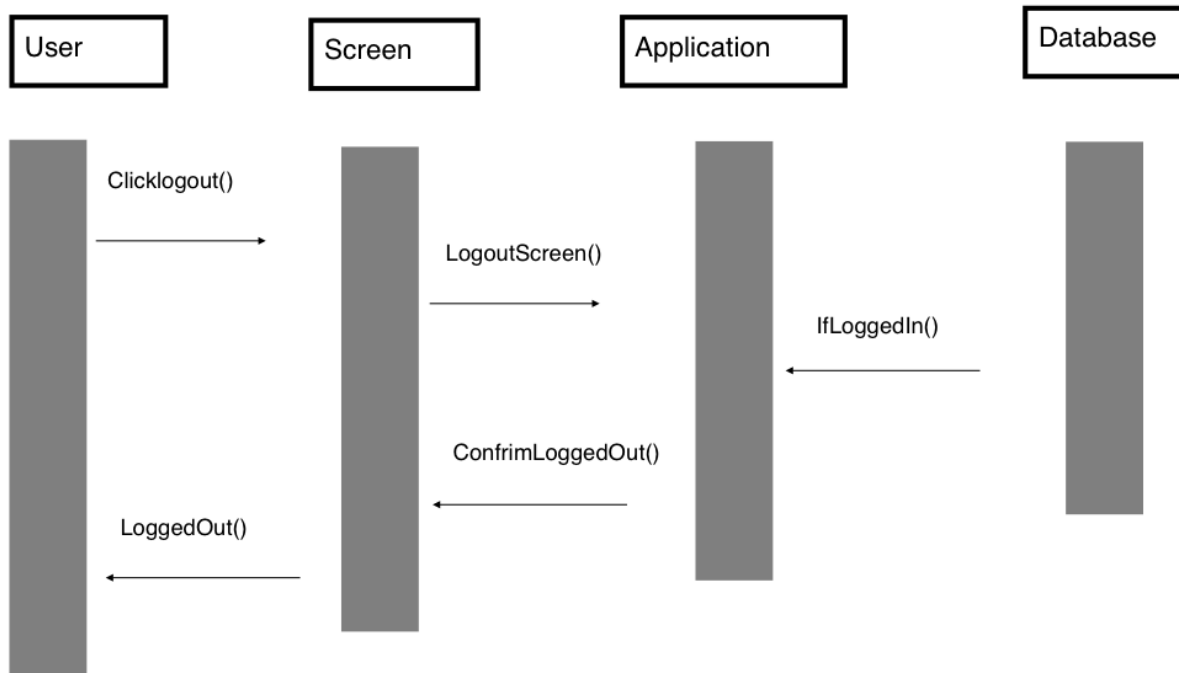 User
Screen
Application
Database
Clicklogout()
LogoutScreen()
IfLoggedIn()
ConfrimLoggedOut()
LoggedOut()